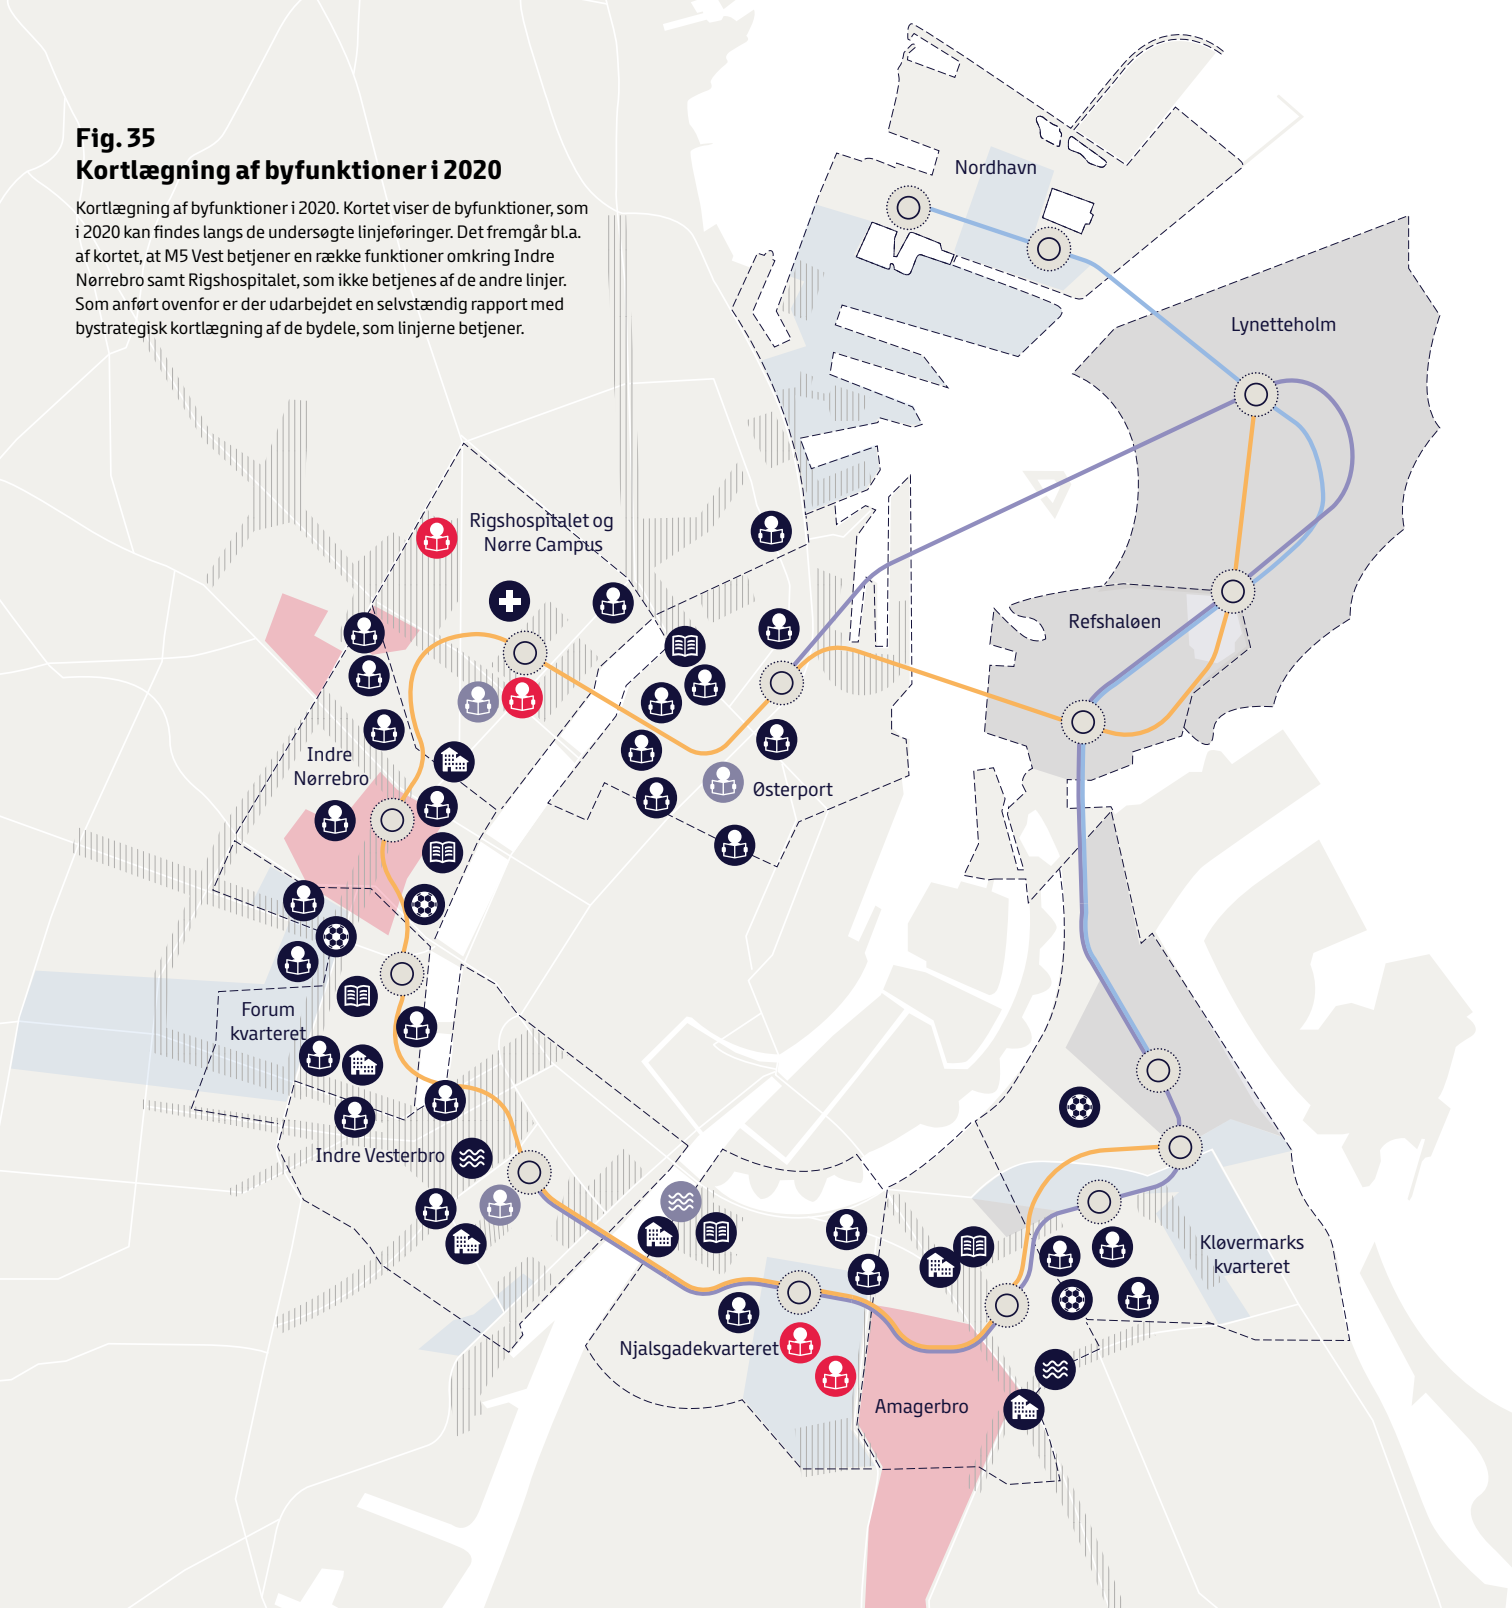 Fig. 35
Kortlægning af byfunktioner i 2020
Kortlægning af byfunktioner i 2020. Kortet viser de byfunktioner, som
i 2020 kan findes langs de undersøgte linjeføringer. Det fremgår bl.a.
af kortet, at M5 Vest betjener en række funktioner omkring Indre
Nørrebro samt Rigshospitalet, som ikke betjenes af de andre linjer.
Som anført ovenfor er der udarbejdet en selvstændig rapport med
bystrategisk kortlægning af de bydele, som linjerne betjener.
Nordhavn
Lynetteholm
Rigshospitalet og
Nørre Campus
Refshaløen
Indre
Nørrebro
Østerport
Forum
kvarteret
Indre Vesterbro
Kløvermarks
kvarteret
Njalsgadekvarteret
Amagerbro